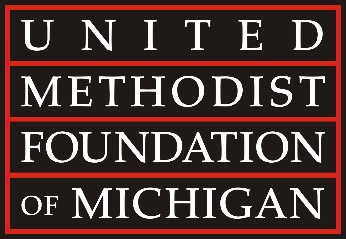 UNITED
METHODIST
FOUNDATION
OF MICHIGAN